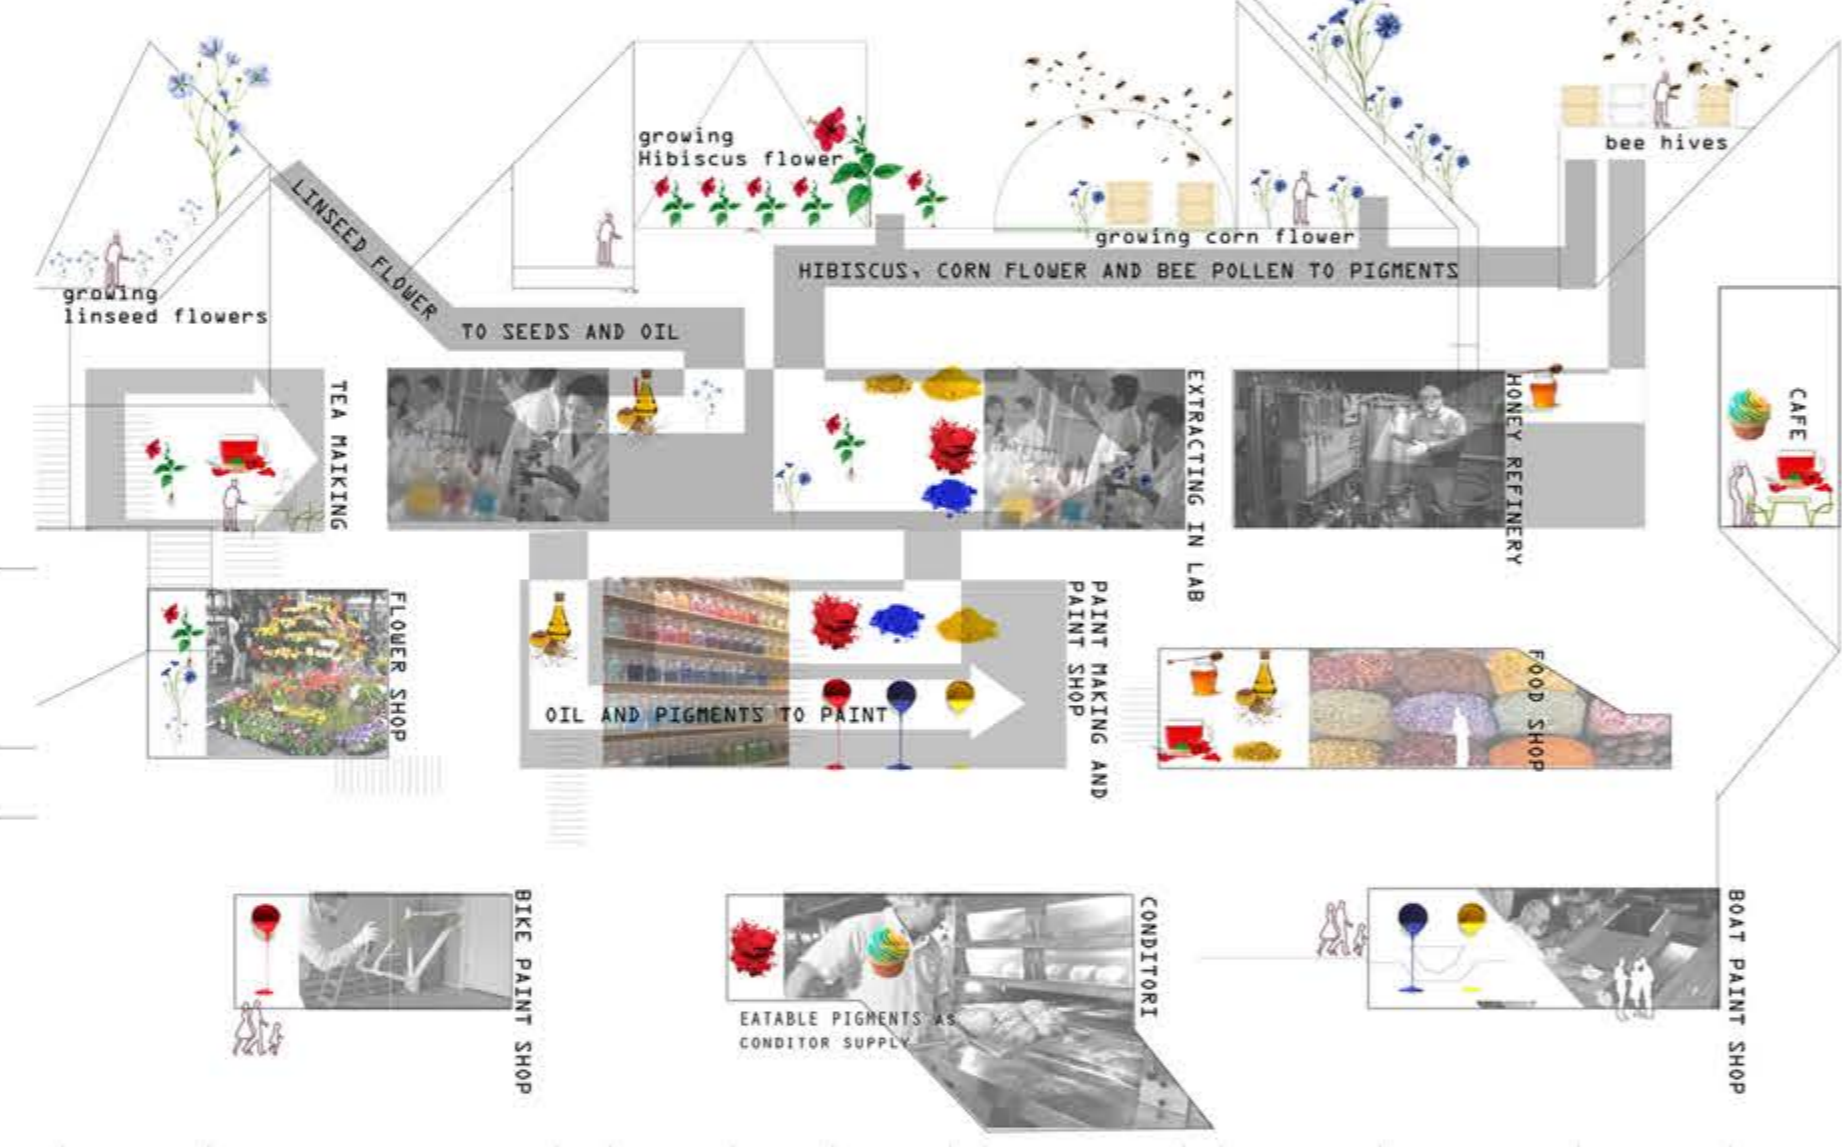 growing
Hibiscus flower
bee hives
growing corn flower
LINSEED FLOWER
TO SEEDS AND OIL
HIBISCUS, CORN FLOWER AND BEE POLLEN TO PIGMENTS
growing
linseed flowers
TEA MAIKING
EXTRACTING IN LAB
HONEY REFINERY
CAFE
FLOWER SHOP
OIL AND PIGMENTS TO PAINT
PAINT MAKING AND
PAINT SHOP
FOOD SHOP
BIKE PAINT SHOP
CONDITORI
EATABLE PIGMENTS AS
CONDITOR SUPPLY
BOAT PAINT SHOP